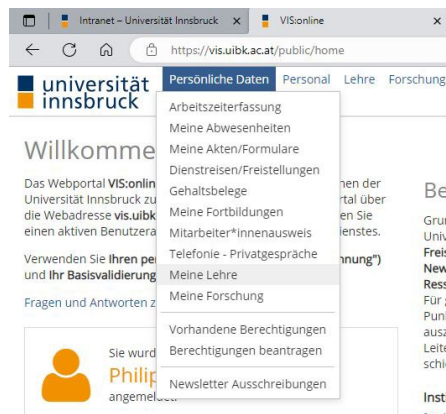 Intranet – Universität Innsbruck
VIS:online
https://vis.uibk.ac.at/public/home
universität
innsbruck
Persönliche Daten
Personal
Lehre
Forschung
Arbeitszeiterfassung
Meine Abwesenheiten
Meine Akten/Formulare
Dienstreisen/Freistellungen
Gehaltsbelege
Meine Fortbildungen
Mitarbeiter*innenausweis
Telefonie - Privatgespräche
Meine Lehre
Meine Forschung
Vorhandene Berechtigungen
Berechtigungen beantragen
Newsletter Ausschreibungen
Willkomme
Das Webportal VIS:onlin
Universität Innsbruck zu
die Webadresse vis.uibk
einen aktiven Benutzera
nen der
rtal über
en Sie
ienstes.
Verwenden Sie Ihren pe
nnung")
und Ihr Basisvalidierung
Fragen und Antworten z
Sie wurd
Philip
angemeldet.
Be
Grun
Univ
Freis
New
Ress
Für
Punk
ausz
Leite
schi
Inst